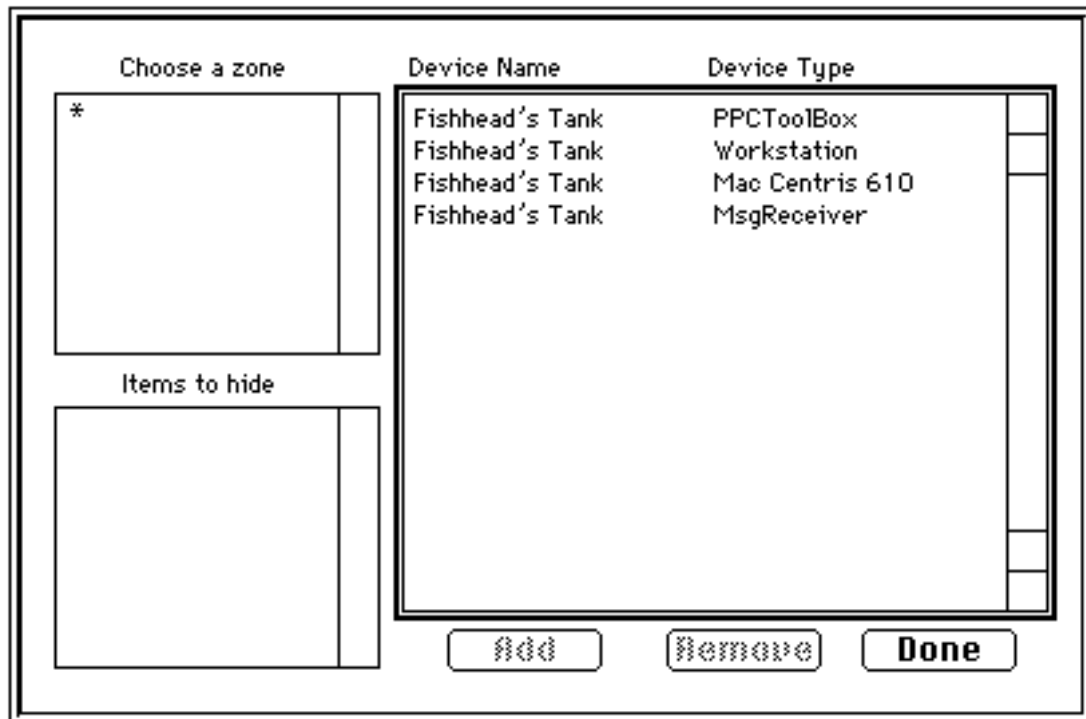 Choose a zone
*
Items to hide
Device Name Device Type
Fishhead's Tank PPCToolBox
Fishhead's Tank Workstation
Fishhead's Tank Mac Centris 610
Fishhead's Tank MsgReceiver
Add Remove Done